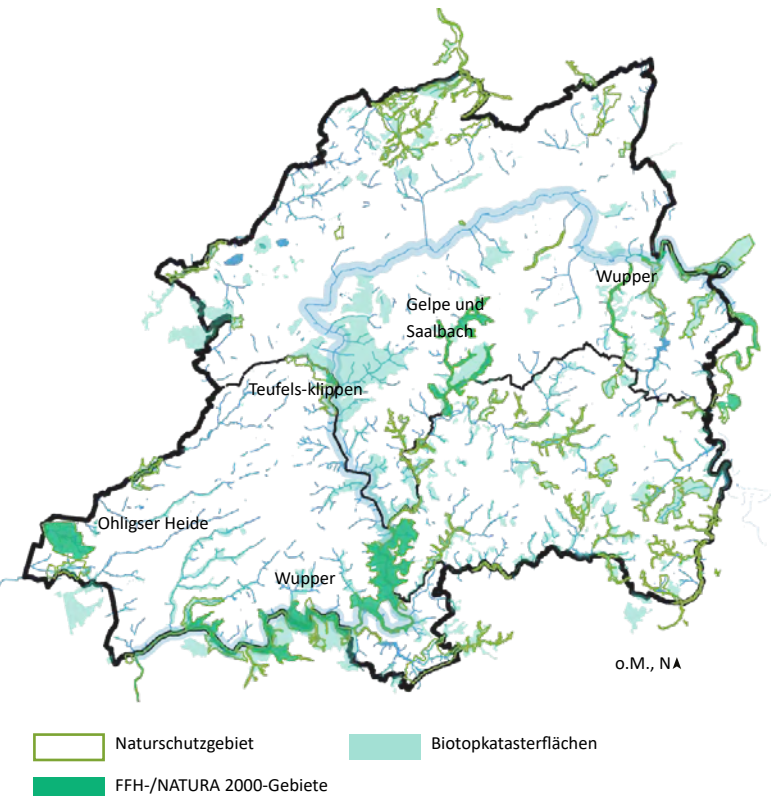 Wupper
Gelpe und
Saalbach
Teufels-klippen
Ohligser Heide
Wupper
o.M., N
Naturschutzgebiet
Biotopkatasterflächen
FFH-/NATURA 2000-Gebiete